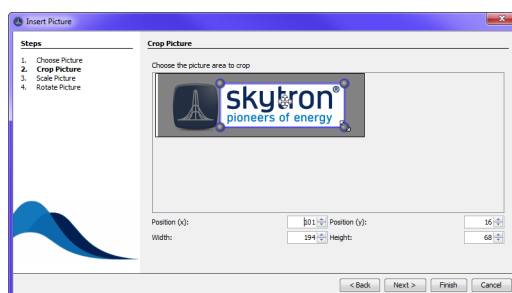 Insert Picture
Steps
1. Choose Picture
2. Crop Picture
3. Scale Picture
4. Rotate Picture
Crop Picture
Choose the picture area to crop
skytron®
pioneers of energy
Position (x): 101 Position (y): 16
Width: 194 Height: 68
< Back Next > Finish Cancel